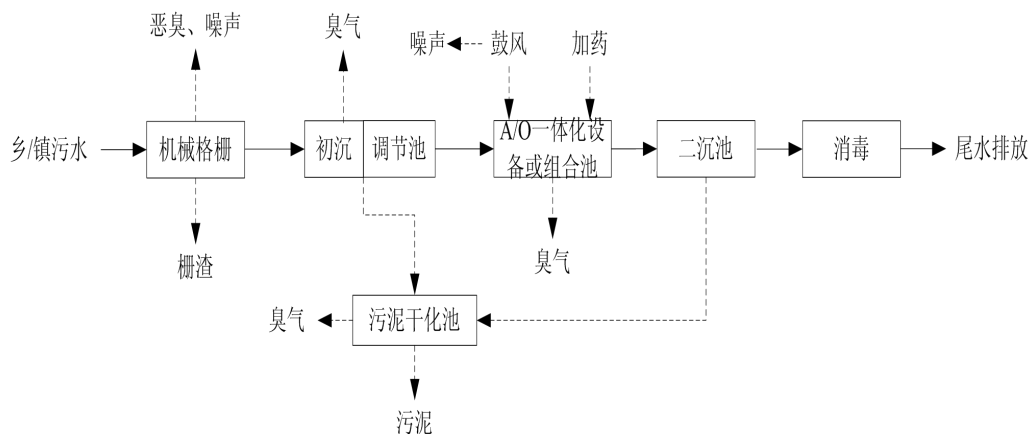 恶臭、噪声
臭气
噪声
鼓风
加药
乡/镇污水
机械格栅
初沉
调节池
A/O一体化设
备或组合池
二沉池
消毒
尾水排放
栅渣
臭气
臭气
污泥干化池
污泥